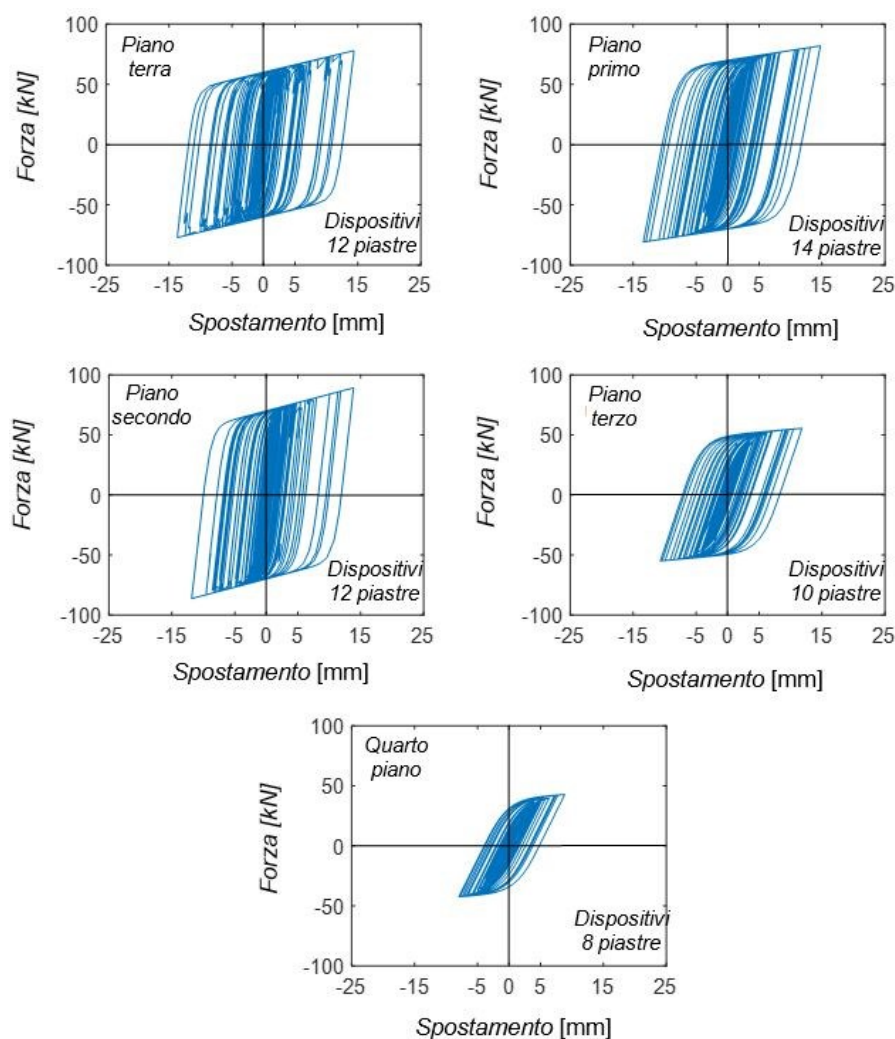 100
Piano
terra
50
Forza [kN]
0
-50
Dispositivi
12 piastre
-100
-25
-15
-5
0
5
15
25
Spostamento [mm]
100
Piano
primo
50
Forza [kN]
0
-50
Dispositivi
14 piastre
-100
-25
-15
-5
0
5
15
25
Spostamento [mm]
100
Piano
secondo
50
Forza [kN]
0
-50
Dispositivi
12 piastre
-100
-25
-15
-5
0
5
15
25
Spostamento [mm]
100
Piano
terzo
50
Forza [kN]
0
-50
Dispositivi
10 piastre
-100
-25
-15
-5
0
5
15
25
Spostamento [mm]
100
Quarto
piano
50
Forza [kN]
0
-50
Dispositivi
8 piastre
-100
-25
-15
-5
0
5
15
25
Spostamento [mm]